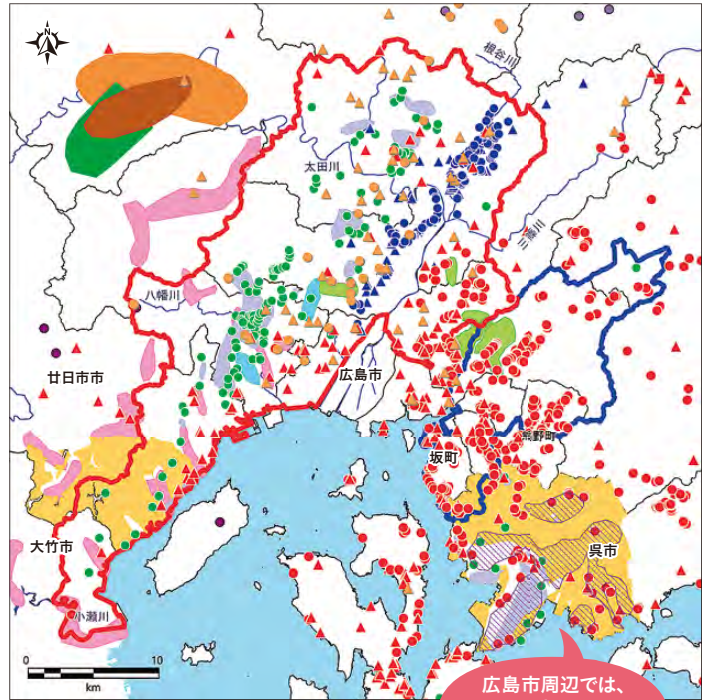 N
根谷川
太田川
三篠川
八幡川
廿日市市
広島市
坂町
熊野町
大竹市
呉市
小瀬川
0 10
km
広島市周辺では、